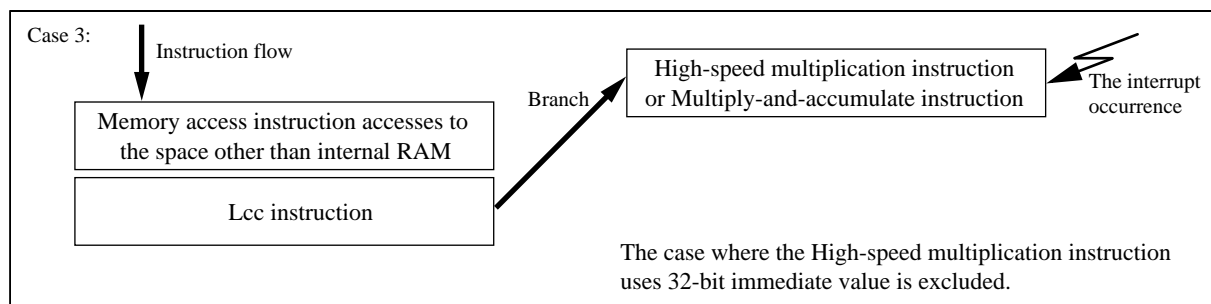 Case 3:
Instruction flow
Memory access instruction accesses to
the space other than internal RAM
Lcc instruction
Branch
High-speed multiplication instruction
or Multiply-and-accumulate instruction
The interrupt
occurrence
The case where the High-speed multiplication instruction
uses 32-bit immediate value is excluded.